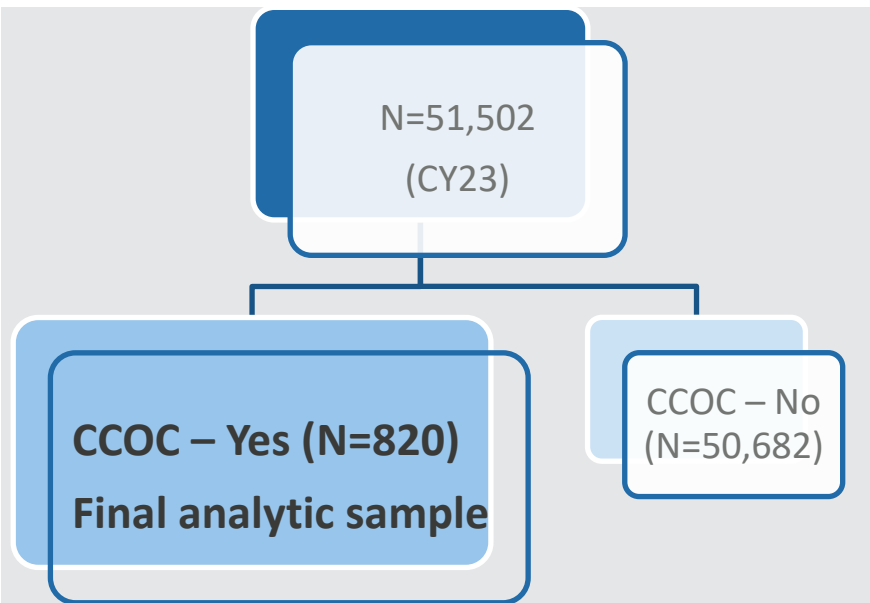 N=51,502
(CY23)
CCOC – Yes (N=820)
Final analytic sample
CCOC – No
(N=50,682)